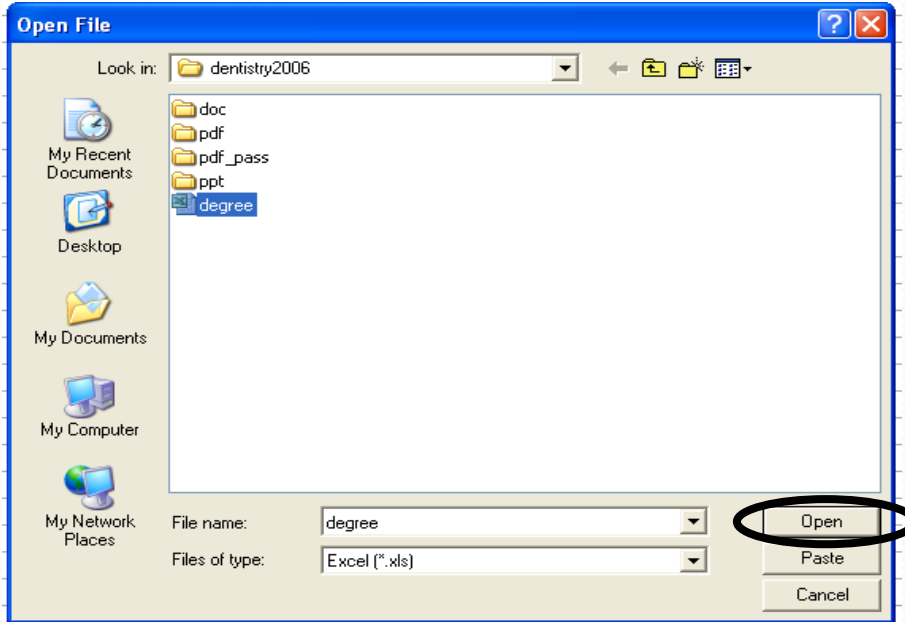 Open File
Look in: dentistry2006
doc
pdf
pdf_pass
ppt
degree
My Recent
Documents
Desktop
My Documents
My Computer
My Network
Places
File name: degree
Files of type: Excel (*.xls)
Open
Paste
Cancel